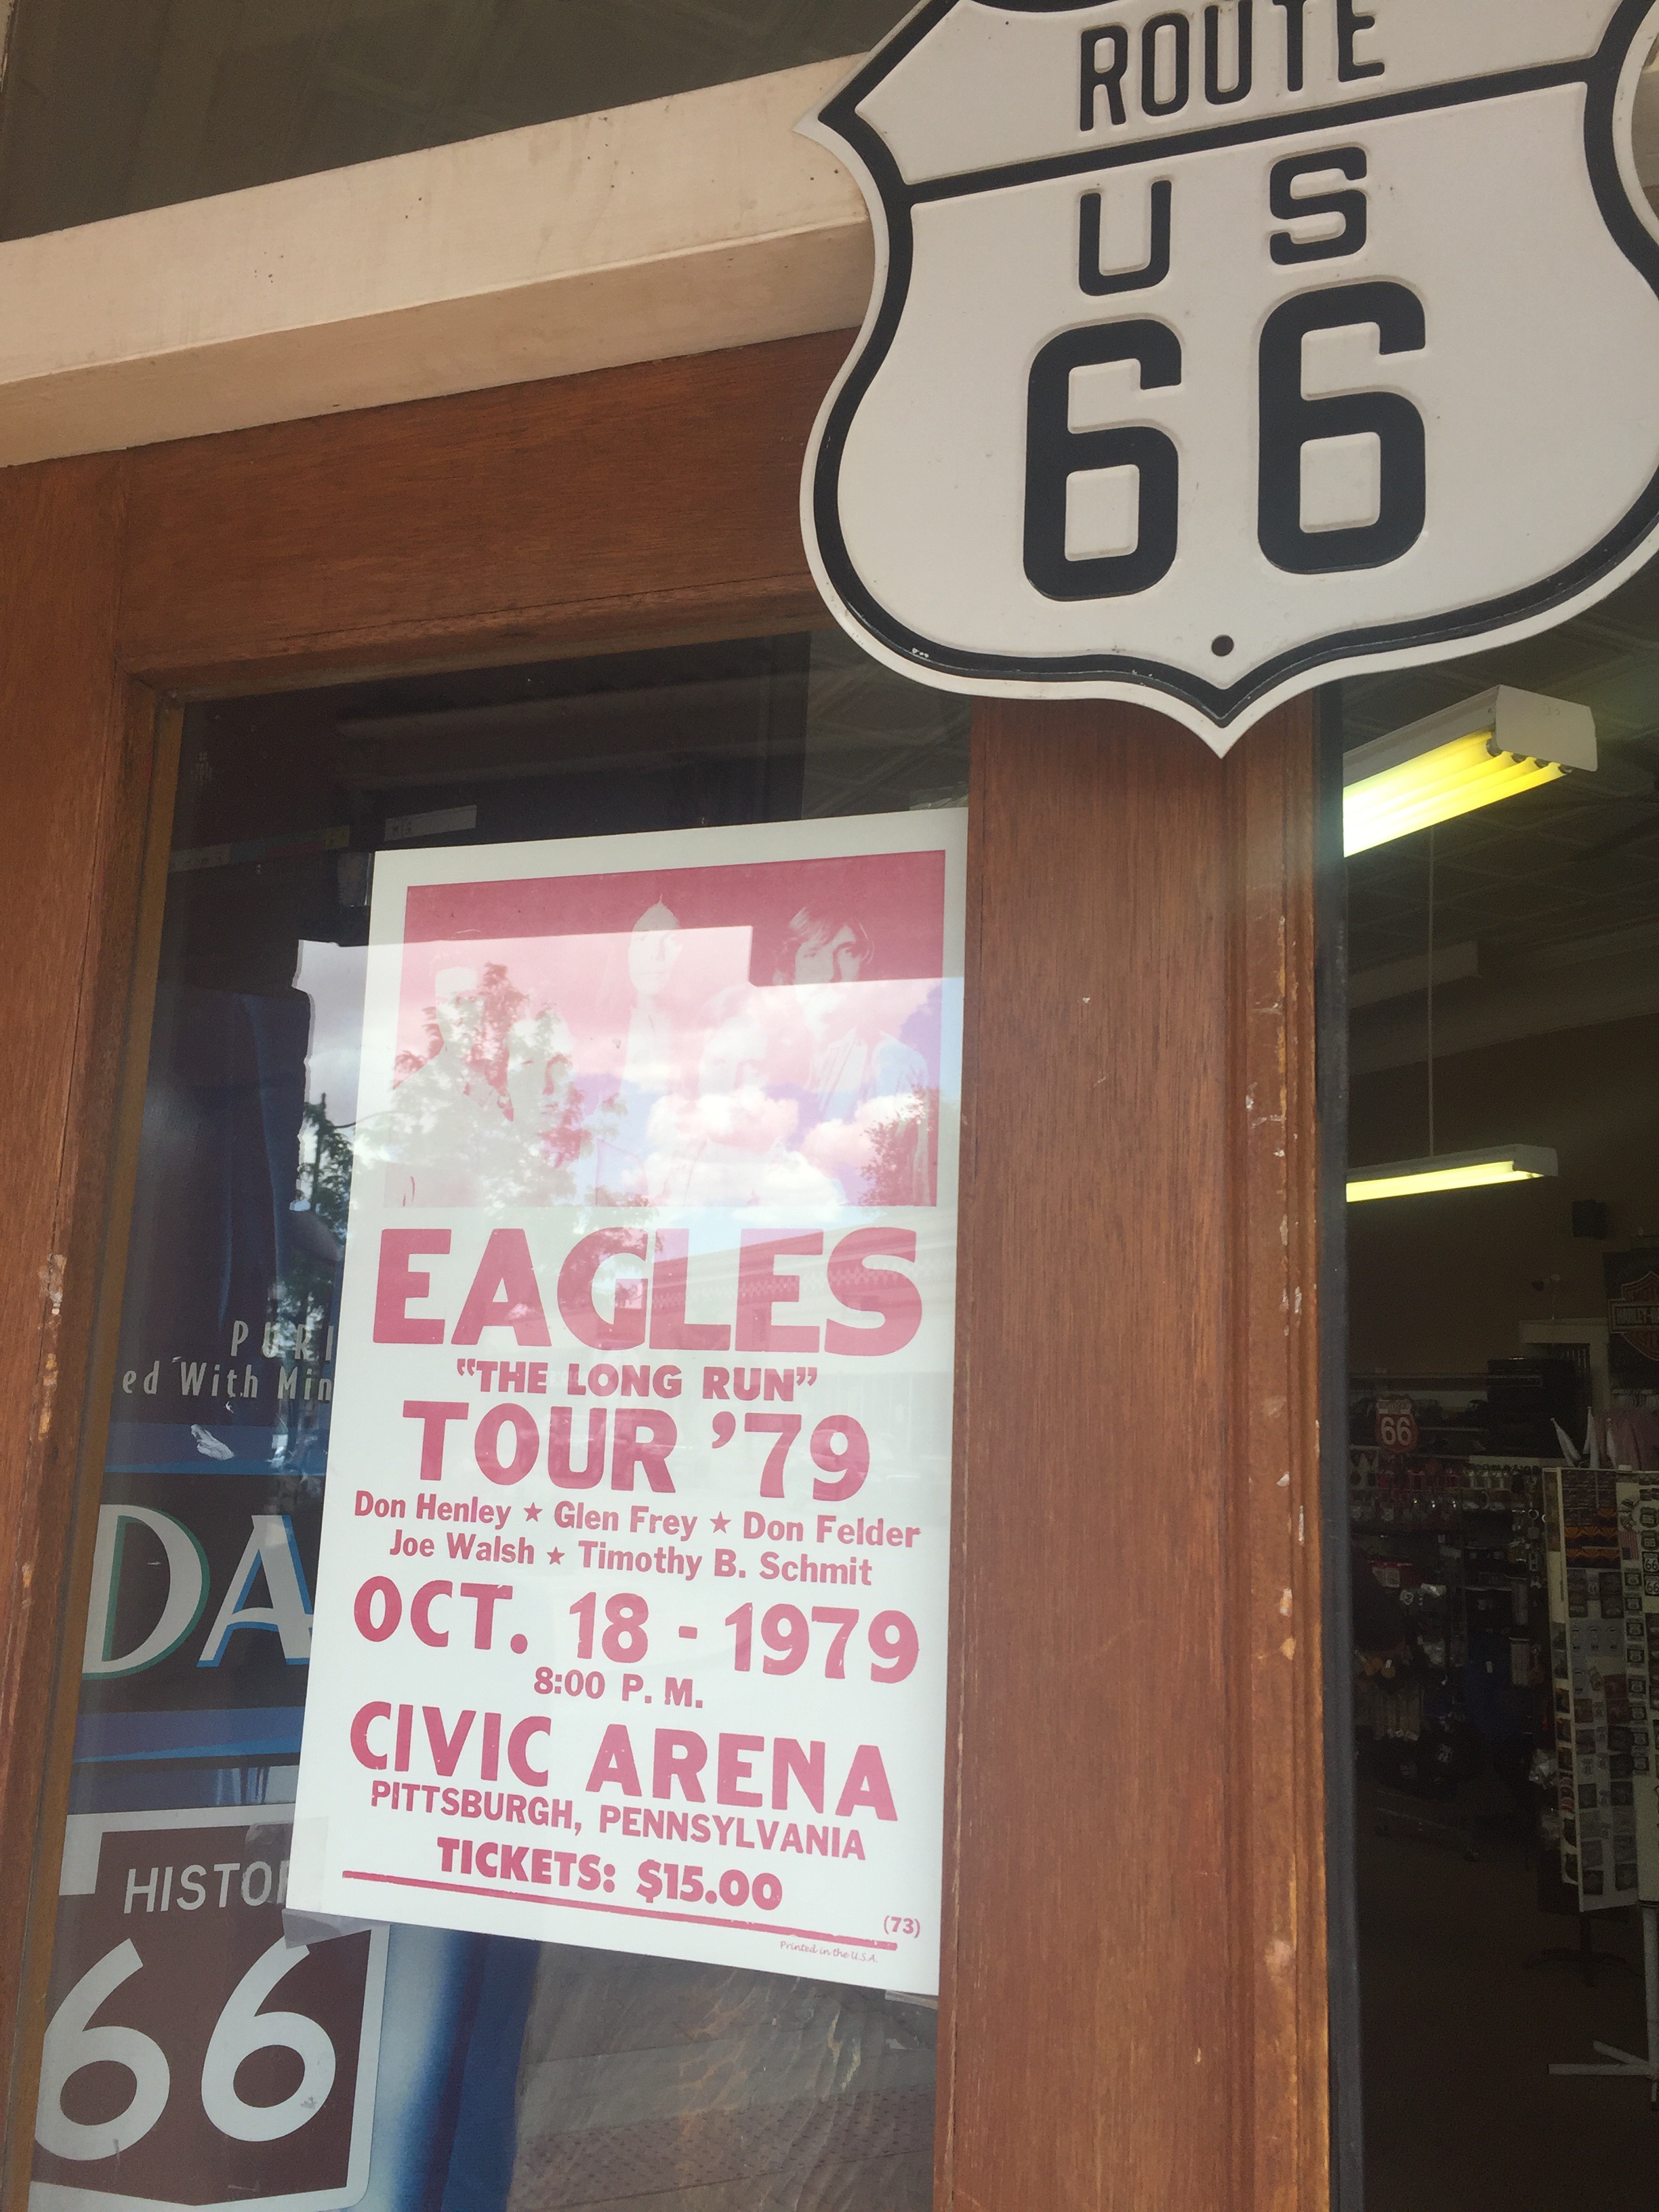 ROUTE
U S
66
EAGLES
"THE LONG RUN"
TOUR '79
Don Henley ★ Glen Frey ★ Don Felder
Joe Walsh ★ Timothy B. Schmit
OCT. 18 - 1979
8:00 P. M.
CIVIC ARENA
PITTSBURGH, PENNSYLVANIA
TICKETS: $15.00
(73)
Printed in the U.S.A.
PURI
ed With Min
DA
HISTOR
66
66